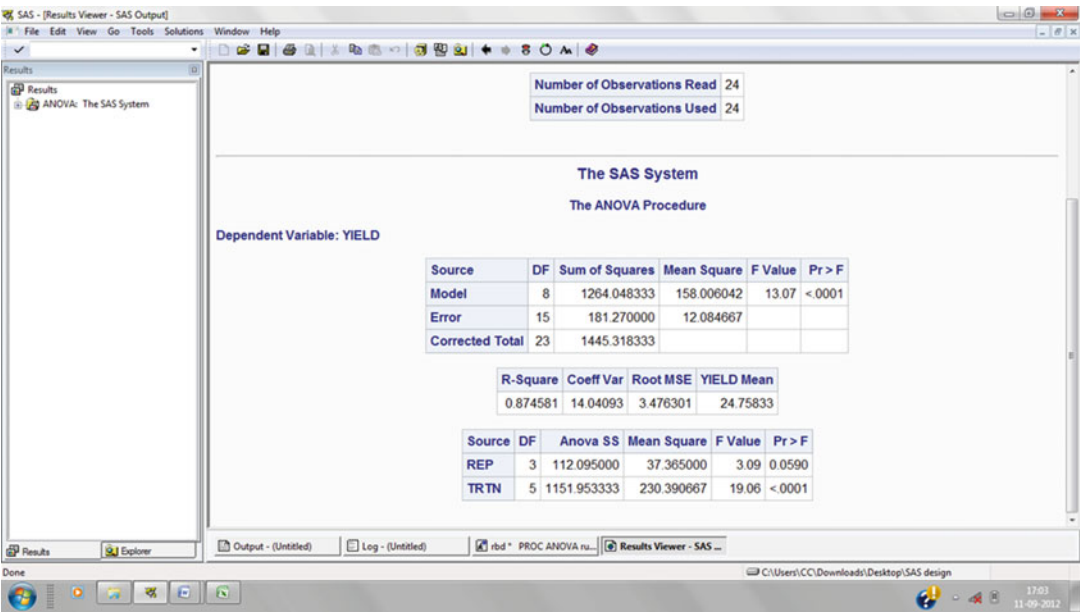 SAS - [Results Viewer - SAS Output]
File Edit View Go Tools Solutions Window Help
Results
Results
ANOVA: The SAS System
Number of Observations Read 24
Number of Observations Used 24
The SAS System
The ANOVA Procedure
Dependent Variable: YIELD
Source DF Sum of Squares Mean Square F Value Pr > F
Model 8 1264.048333 158.006042 13.07 <.0001
Error 15 181.270000 12.084667
Corrected Total 23 1445.318333
R-Square Coeff Var Root MSE YIELD Mean
0.874581 14.04093 3.476301 24.75833
Source DF Anova SS Mean Square F Value Pr > F
REP 3 112.095000 37.365000 3.09 0.0590
TRTN 5 1151.953333 230.390667 19.06 <.0001
Results Explorer
Output - (Untitled) Log - (Untitled) rbd * PROC ANOVA ru... Results Viewer - SAS ...
Done C:\Users\CC\Downloads\Desktop\SAS design
17:03
11-09-2012